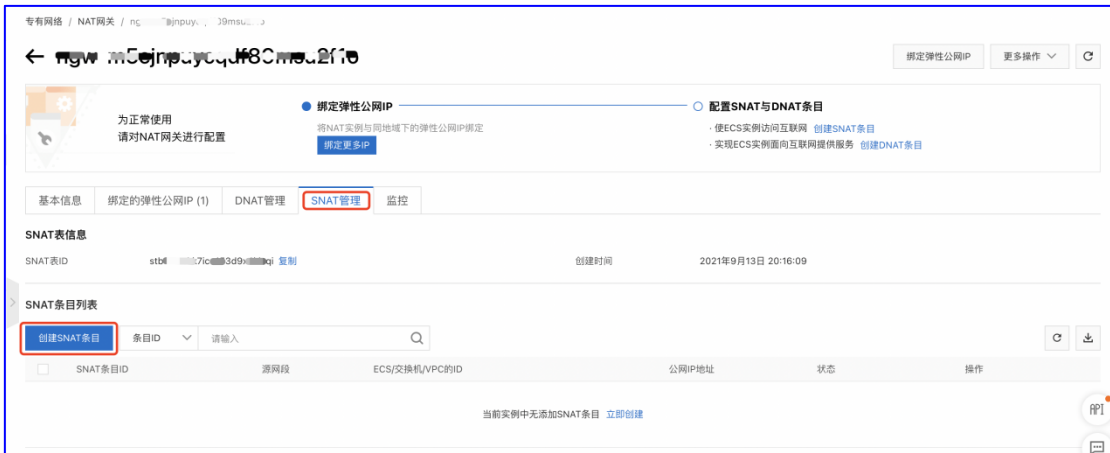 专有网络 / NAT网关 /
绑定弹性公网IP 更多操作
为正常使用
请对NAT网关进行配置
绑定弹性公网IP
将NAT实例与同地域下的弹性公网IP绑定
绑定更多IP
配置SNAT与DNAT条目
· 使ECS实例访问互联网 创建SNAT条目
· 实现ECS实例面向互联网提供服务 创建DNAT条目
基本信息 绑定的弹性公网IP (1) DNAT管理 SNAT管理 监控
SNAT表信息
SNAT表ID 复制 创建时间 2021年9月13日 20:16:09
SNAT条目列表
创建SNAT条目 条目ID 请输入
SNAT条目ID 源网段 ECS/交换机/VPC的ID 公网IP地址 状态 操作
当前实例中无添加SNAT条目 立即创建
API